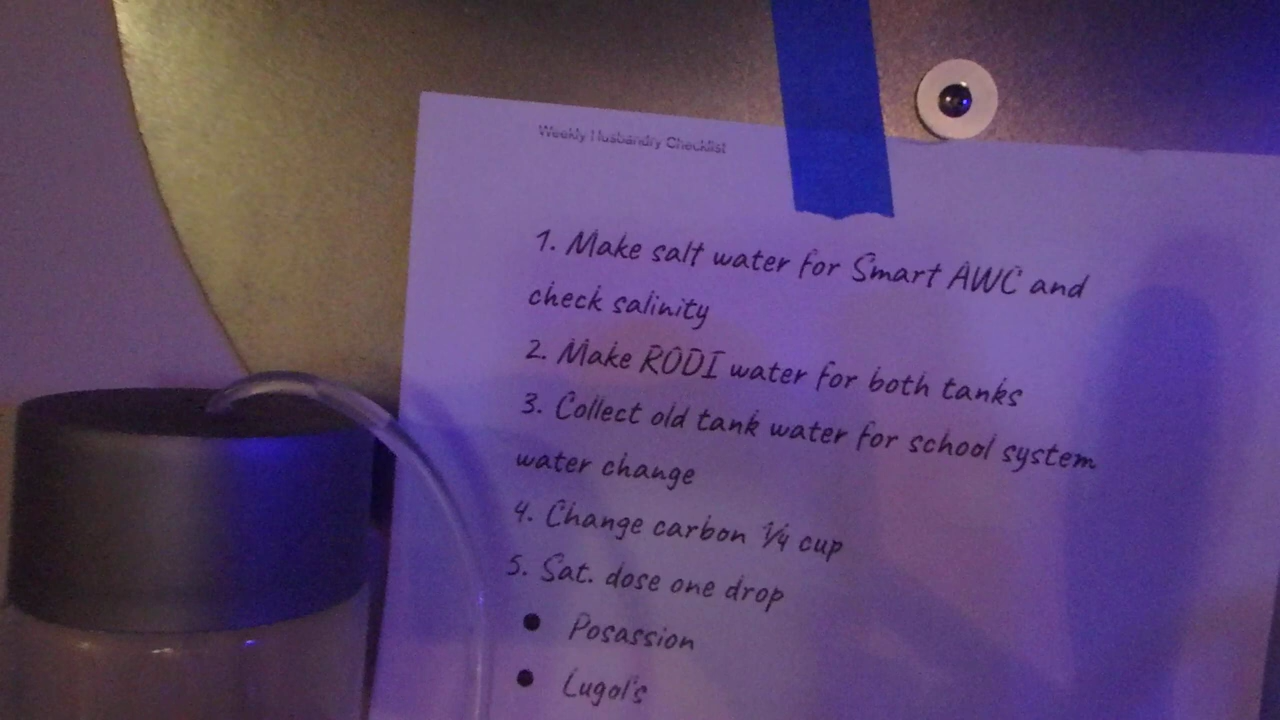 Weekly Husbandry Checklist
1. Make salt water for Smart AWC and
check salinity
2. Make RODI water for both tanks
3. Collect old tank water for school system
water change
4. Change carbon ¼ cup
5. Sat. dose one drop
● Posassion
● Lugol's